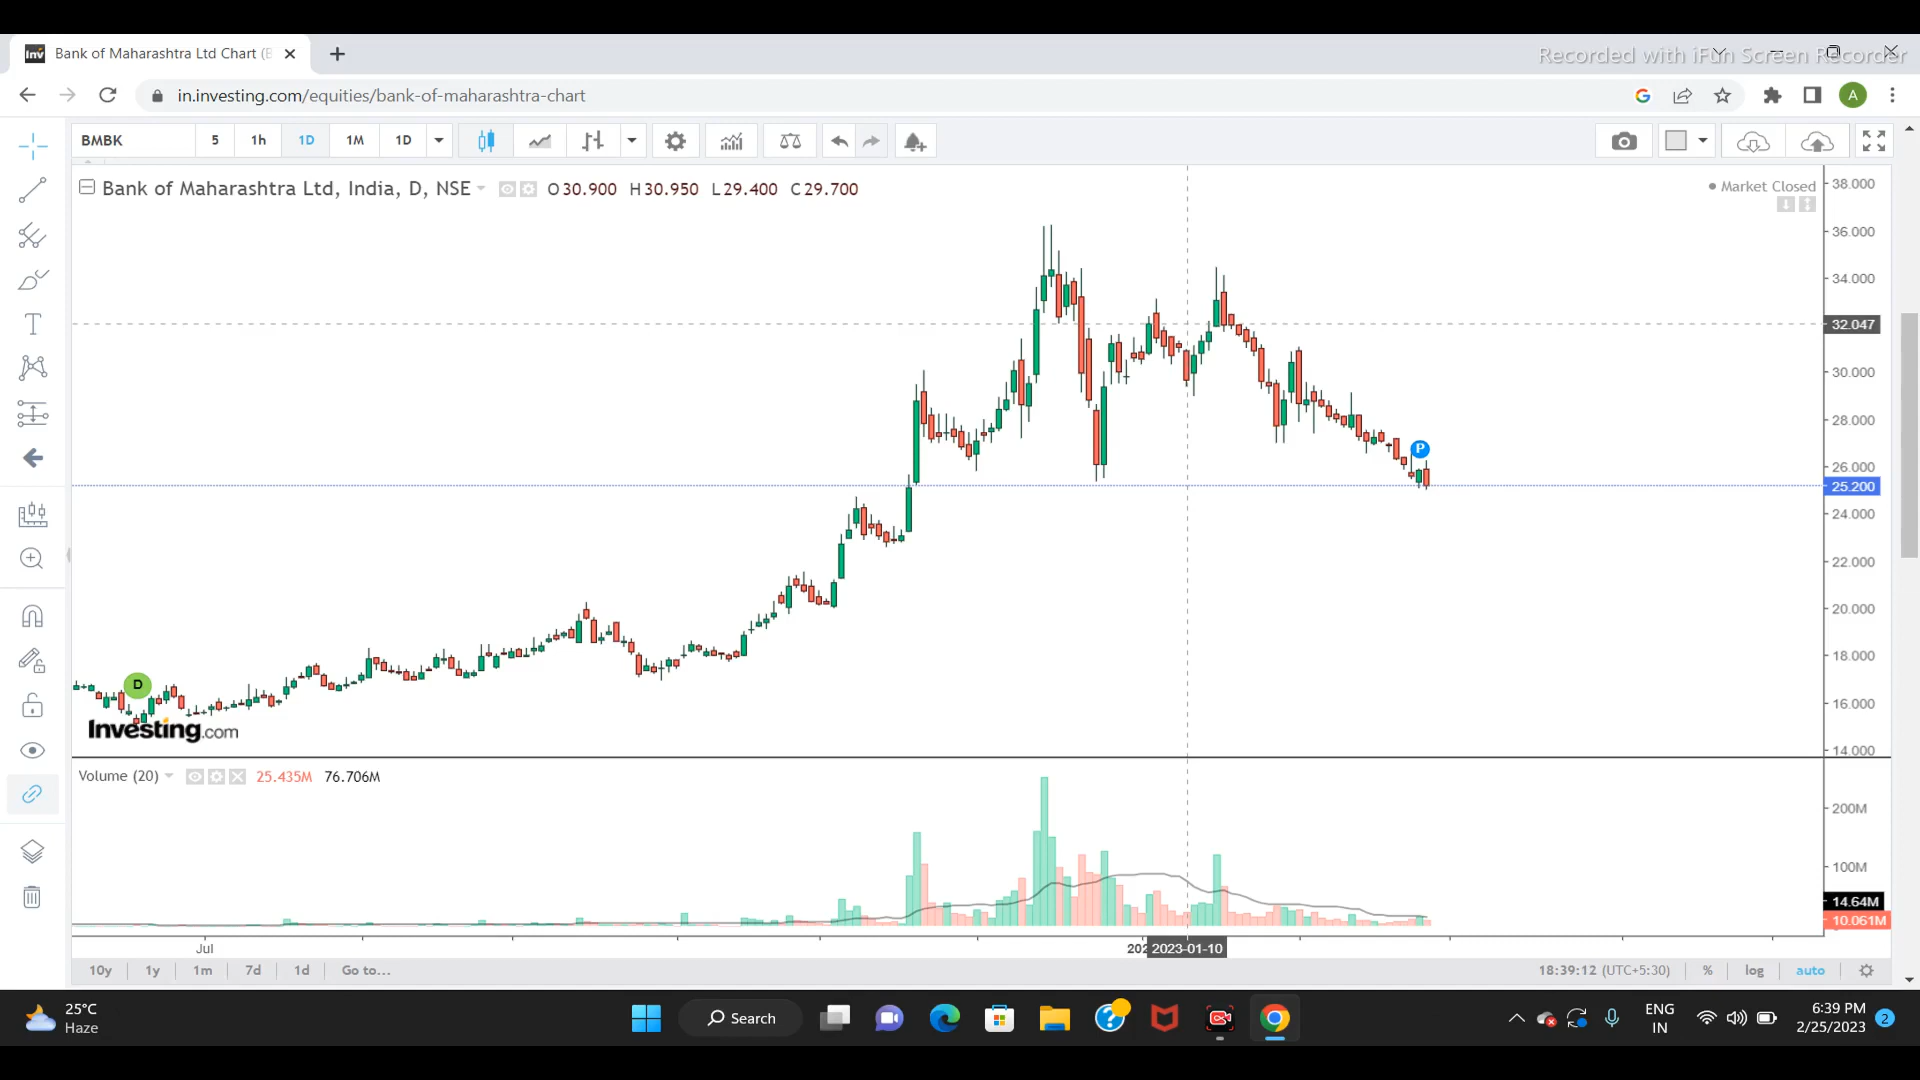 Bank of Maharashtra Ltd Chart (B
Recorded with iFun Screen Recorder
in.investing.com/equities/bank-of-maharashtra-chart
A
BMBK 5 1h 1D 1M 1D
Bank of Maharashtra Ltd, India, D, NSE O30.900 H30.950 L29.400 C29.700
Market Closed
38.000
36.000
34.000
32.047
30.000
28.000
P
26.000
25.200
24.000
22.000
20.000
18.000
D
16.000
Investing.com
14.000
Volume (20) 25.435M 76.706M
200M
100M
14.64M
10.061M
Jul 202 2023-01-10
10y 1y 1m 7d 1d Go to... 18:39:12 (UTC+5:30) % log auto
25°C
Haze
Search
ENG
IN
6:39 PM
2/25/2023
2